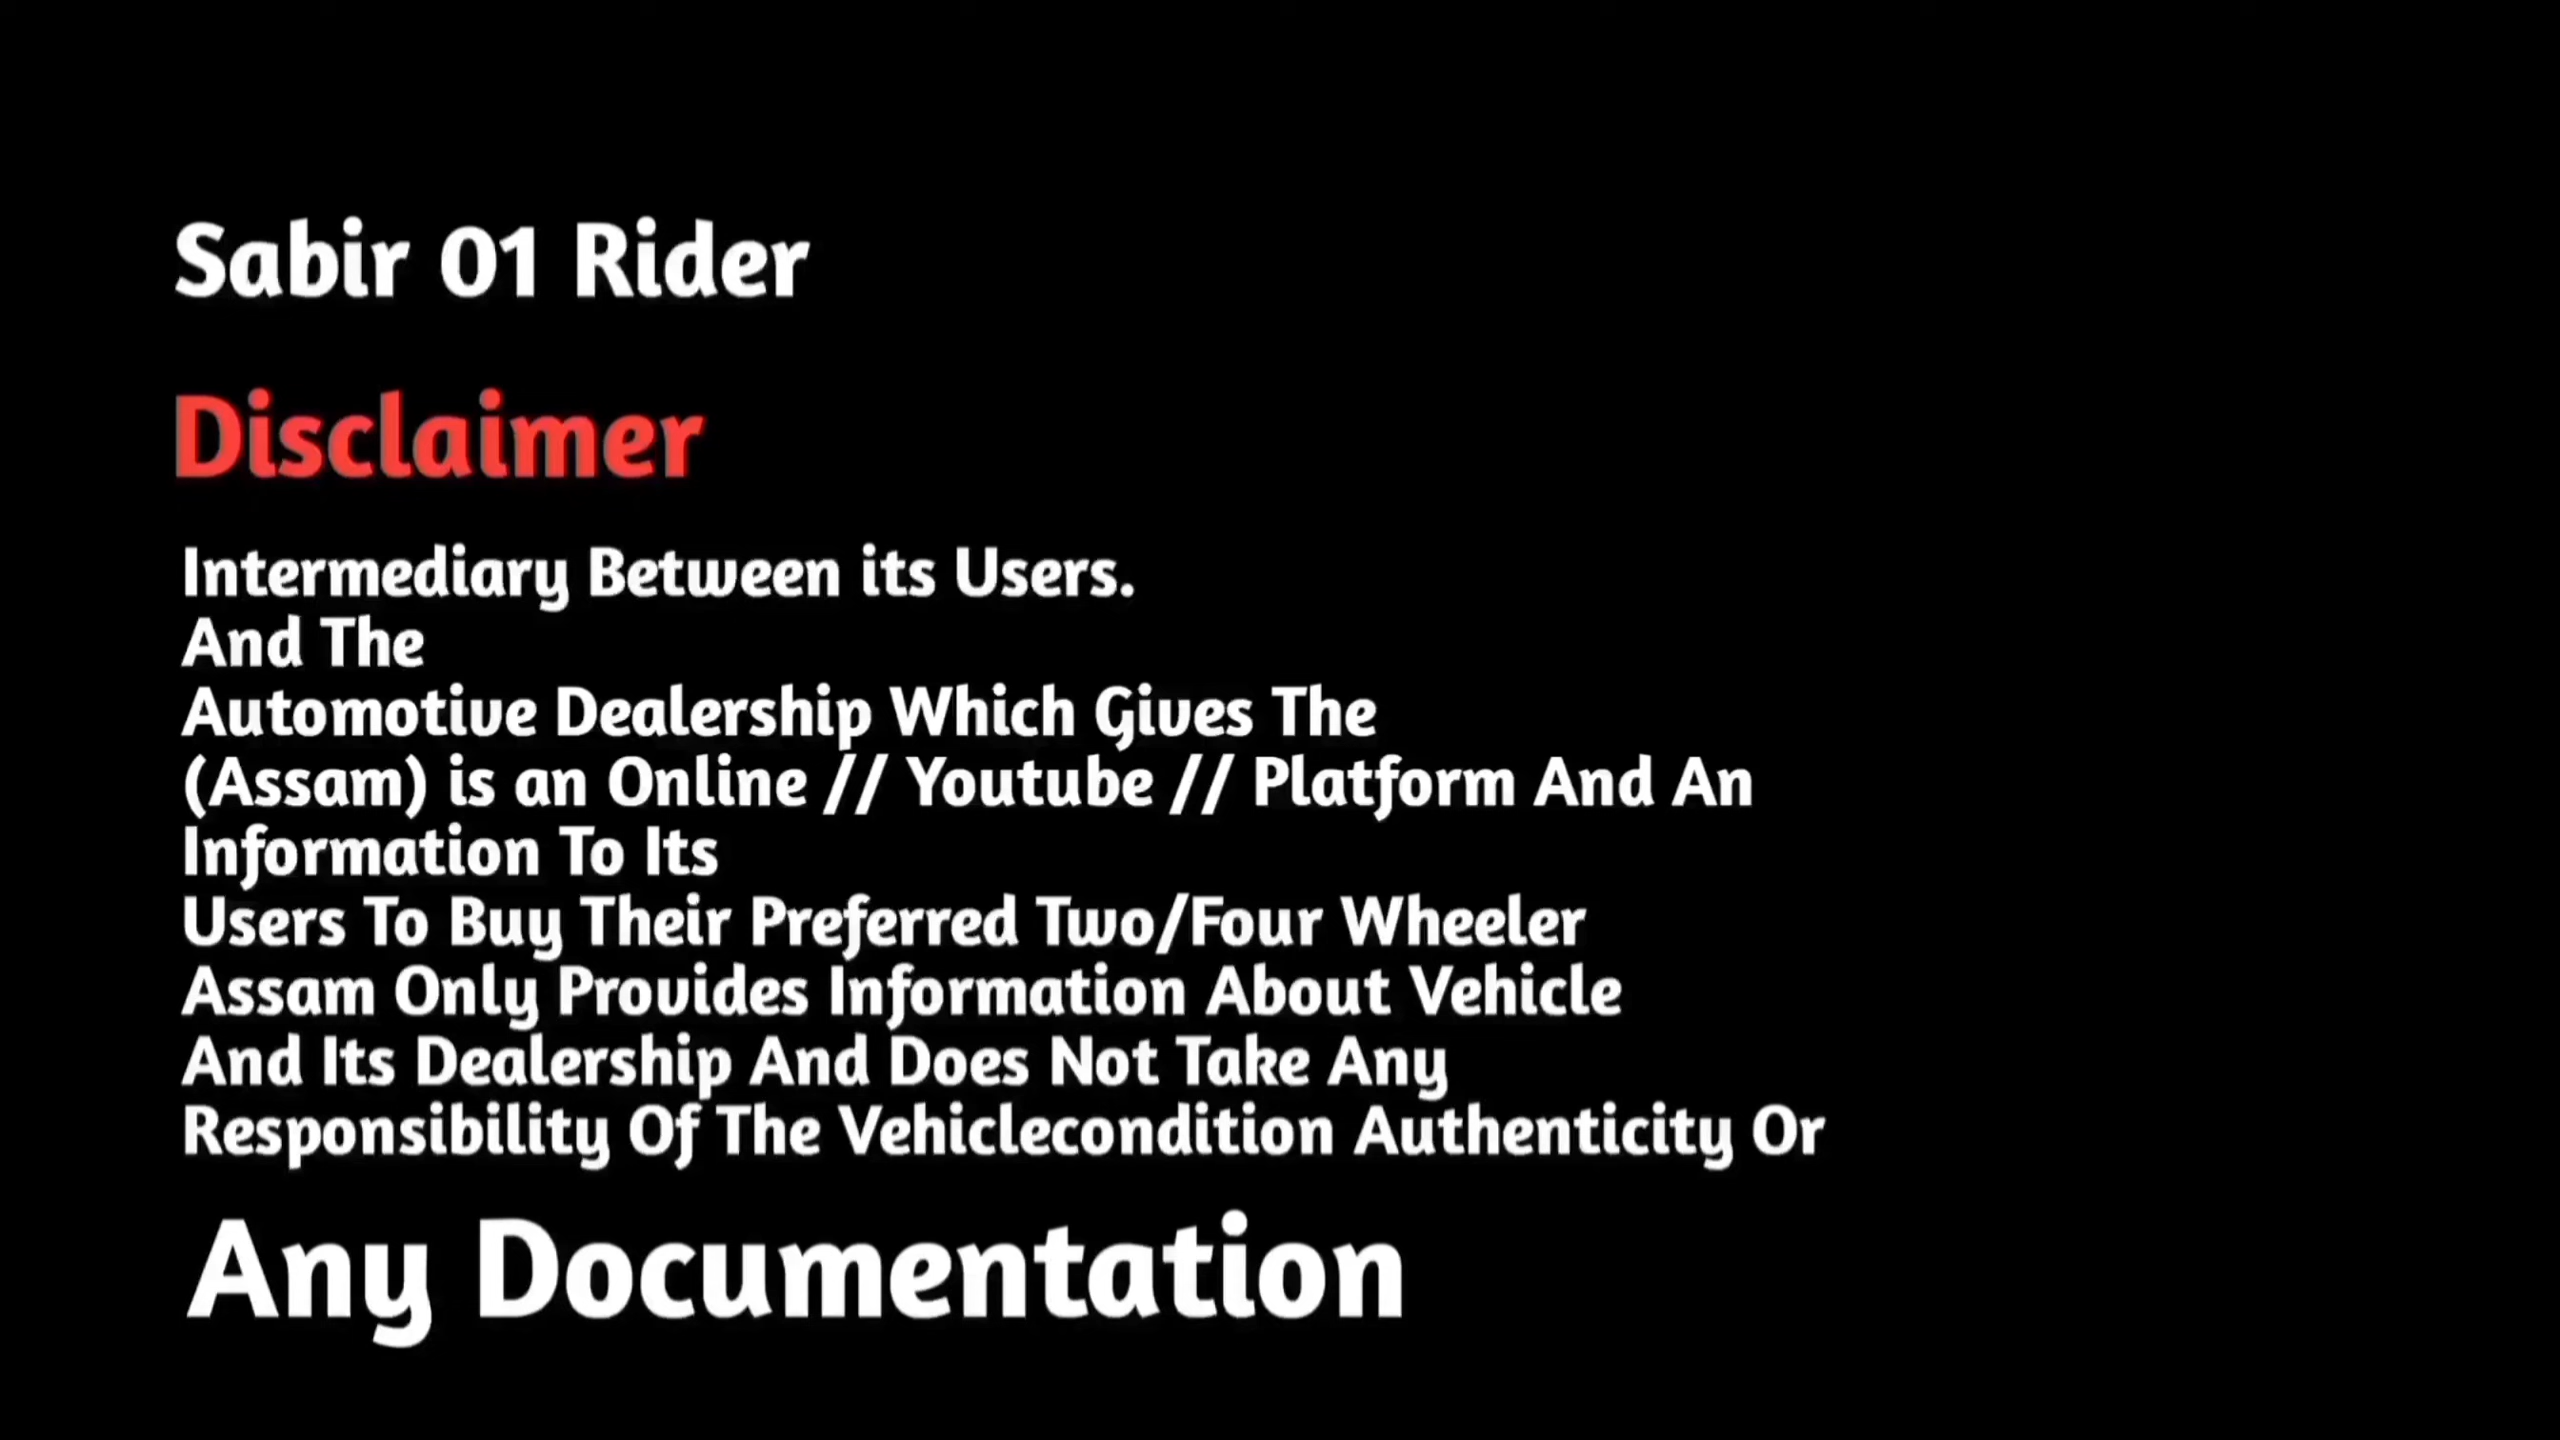 Sabir 01 Rider
Disclaimer
Intermediary Between its Users.
And The
Automotive Dealership Which Gives The
(Assam) is an Online // Youtube // Platform And An
Information To Its
Users To Buy Their Preferred Two/Four Wheeler
Assam Only Provides Information About Vehicle
And Its Dealership And Does Not Take Any
Responsibility Of The Vehiclecondition Authenticity Or
Any Documentation